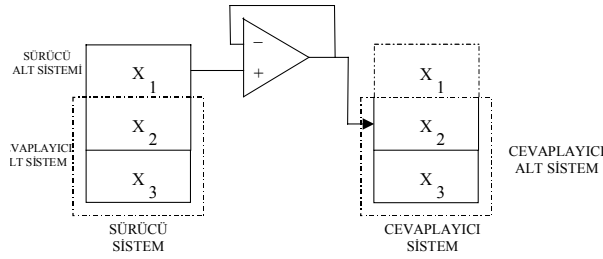 SÜRÜCÜ
ALT SİSTEMİ
X 1
−
+
X 1
VAPLAYICI
LT SİSTEM
X 2
X 2
CEVAPLAYICI
ALT SİSTEM
X 3
X 3
SÜRÜCÜ
SİSTEM
CEVAPLAYICI
SİSTEM